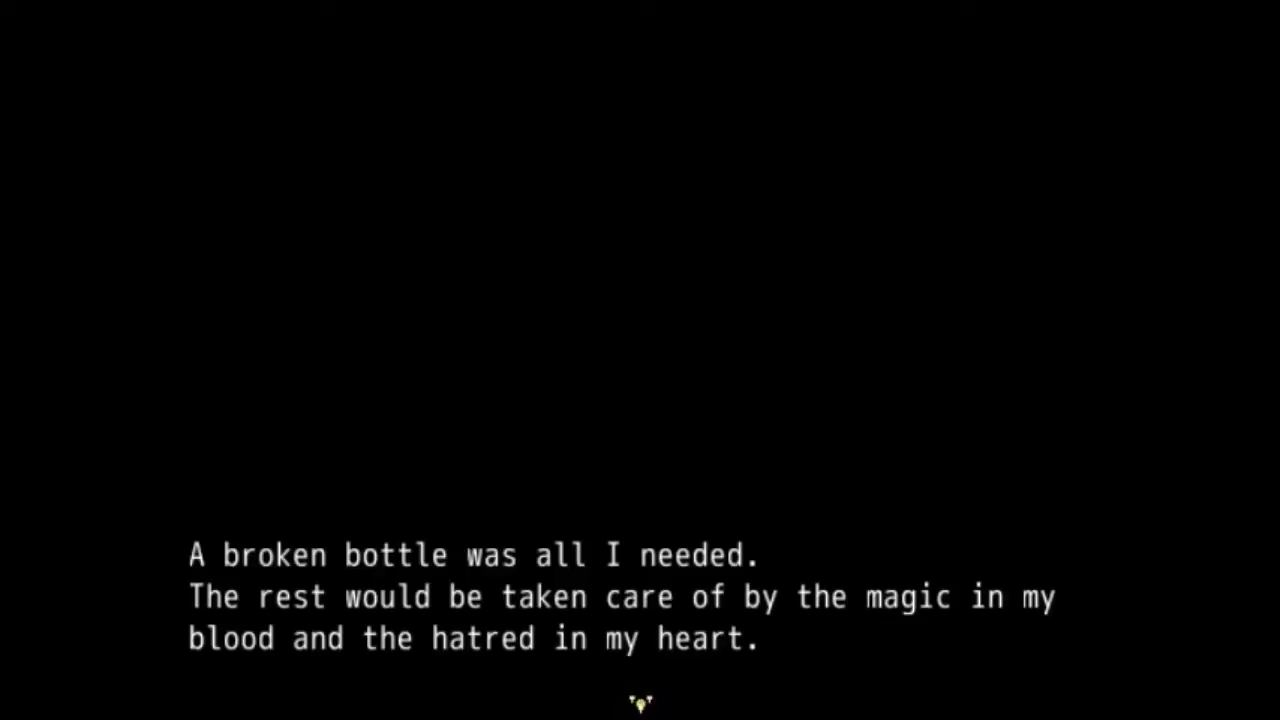 A broken bottle was all I needed.
The rest would be taken care of by the magic in my
blood and the hatred in my heart.